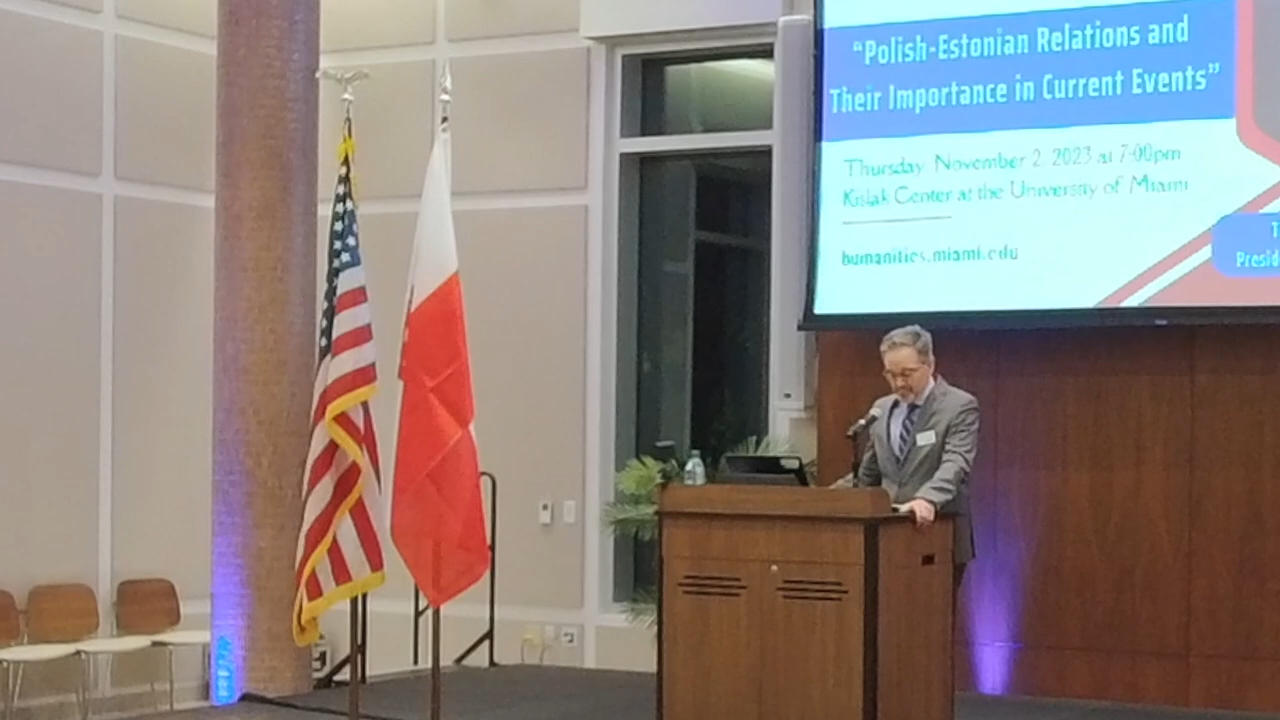 “Polish-Estonian Relations and
Their Importance in Current Events”
Thursday November 2, 2023 at 7:00pm
Kislak Center at the University of Miami
humanities.miami.edu